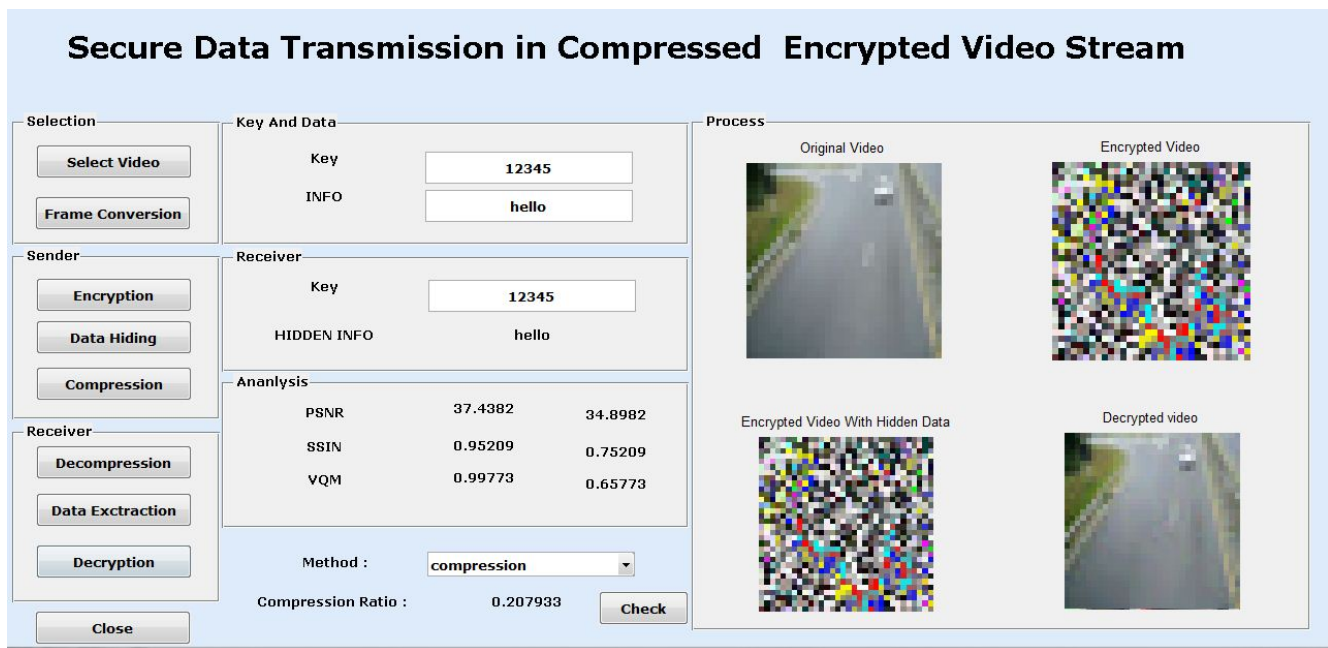 Secure Data Transmission in Compressed Encrypted Video Stream
Selection
Select Video
Frame Conversion
Sender
Encryption
Data Hiding
Compression
Receiver
Decompression
Data Exctraction
Decryption
Close
Key And Data
Key 12345
INFO hello
Receiver
Key 12345
HIDDEN INFO hello
Ananlysis
PSNR 37.4382 34.8982
SSIN 0.95209 0.75209
VQM 0.99773 0.65773
Method : compression
Compression Ratio : 0.207933 Check
Process
Original Video
Encrypted Video
Encrypted Video With Hidden Data
Decrypted video